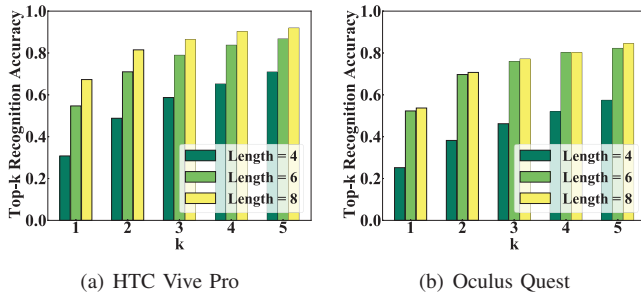 Top-k Recognition Accuracy
1.0
0.8
0.6
0.4
0.2
0.0
Length = 4
Length = 6
Length = 8
1 2 3 4 5
k
(a) HTC Vive Pro
Top-k Recognition Accuracy
1.0
0.8
0.6
0.4
0.2
0.0
Length = 4
Length = 6
Length = 8
1 2 3 4 5
k
(b) Oculus Quest